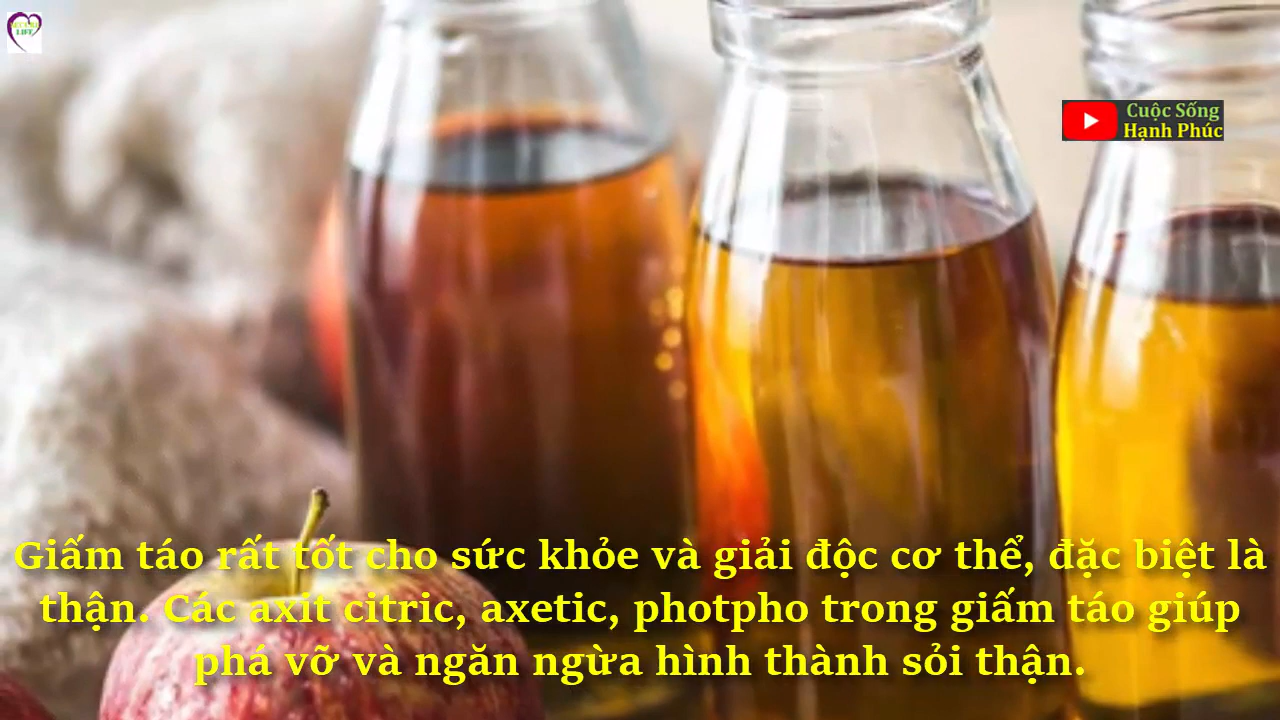 LIFE
Cuộc Sống
Hạnh Phúc
Giấm táo rất tốt cho sức khỏe và giải độc cơ thể, đặc biệt là
thận. Các axit citric, axetic, photpho trong giấm táo giúp
phá vỡ và ngăn ngừa hình thành sỏi thận.